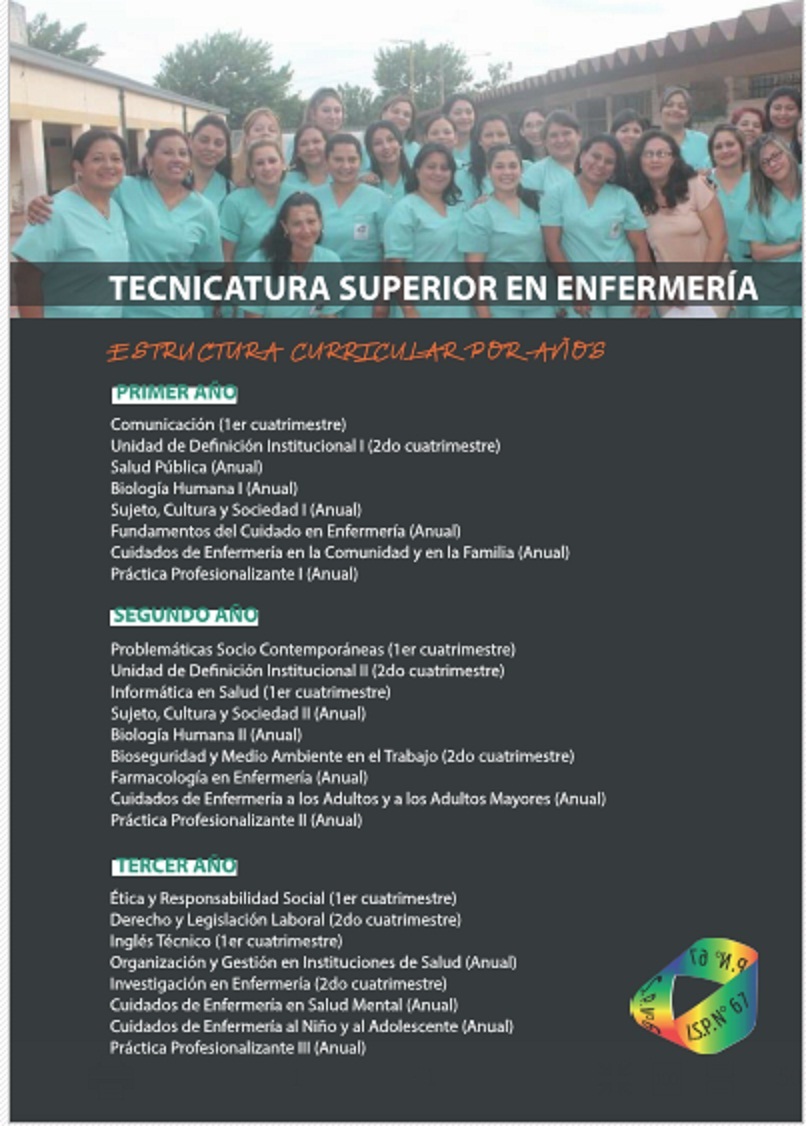 TECNICATURA SUPERIOR EN ENFERMERÍA
ESTRUCTURA CURRICULAR POR AÑOS
PRIMER AÑO
Comunicación (1er cuatrimestre)
Unidad de Definición Institucional I (2do cuatrimestre)
Salud Pública (Anual)
Biología Humana I (Anual)
Sujeto, Cultura y Sociedad I (Anual)
Fundamentos del Cuidado en Enfermería (Anual)
Cuidados de Enfermería en la Comunidad y en la Familia (Anual)
Práctica Profesionalizante I (Anual)
SEGUNDO AÑO
Problemáticas Socio Contemporáneas (1er cuatrimestre)
Unidad de Definición Institucional II (2do cuatrimestre)
Informática en Salud (1er cuatrimestre)
Sujeto, Cultura y Sociedad II (Anual)
Biología Humana II (Anual)
Bioseguridad y Medio Ambiente en el Trabajo (2do cuatrimestre)
Farmacología en Enfermería (Anual)
Cuidados de Enfermería a los Adultos y a los Adultos Mayores (Anual)
Práctica Profesionalizante II (Anual)
TERCER AÑO
Ética y Responsabilidad Social (1er cuatrimestre)
Derecho y Legislación Laboral (2do cuatrimestre)
Inglés Técnico (1er cuatrimestre)
Organización y Gestión en Instituciones de Salud (Anual)
Investigación en Enfermería (2do cuatrimestre)
Cuidados de Enfermería en Salud Mental (Anual)
Cuidados de Enfermería al Niño y al Adolescente (Anual)
Práctica Profesionalizante III (Anual)
P.N° 67
I.S.P.N° 67